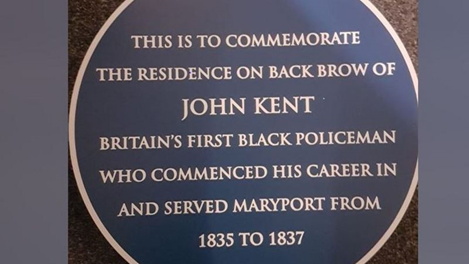 THIS IS TO COMMEMORATE
THE RESIDENCE ON BACK BROW OF
JOHN KENT
BRITAIN'S FIRST BLACK POLICEMAN
WHO COMMENCED HIS CAREER IN
AND SERVED MARYPORT FROM
1835 TO 1837